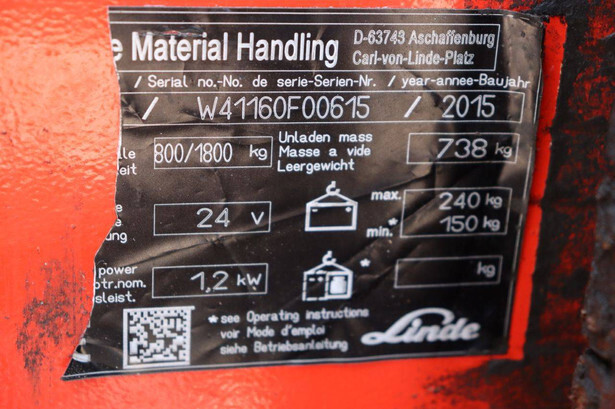 e Material Handling
D-63743 Aschaffenburg
Carl-von-Linde-Platz
/ Serial no.-No. de serie-Serien-Nr. / year-annee-Baujahr
/ W41160F00615 / 2015
lle
eit
800/1800 kg
Unladen mass
Masse a vide
Leergewicht
738 kg
e
ung
24 V
max. 240 kg
* min. 150 kg
power
otr.nom.
sleist.
1,2 kW
* kg
* see Operating instructions
voir Mode d'emploi
siehe Betriebsanleitung
Linde